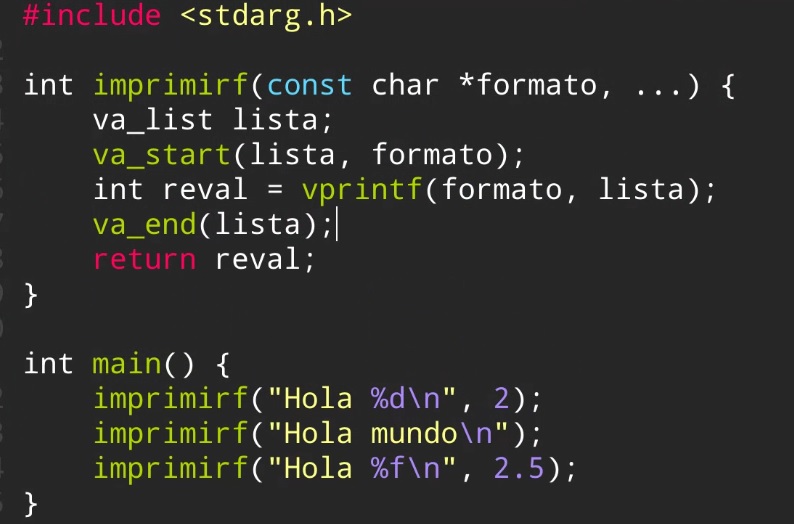 #include <stdarg.h>
int imprimirf(const char *formato, ...) {
va_list lista;
va_start(lista, formato);
int reval = vprintf(formato, lista);
va_end(lista);
return reval;
}
int main() {
imprimirf("Hola %d\n", 2);
imprimirf("Hola mundo\n");
imprimirf("Hola %f\n", 2.5);
}